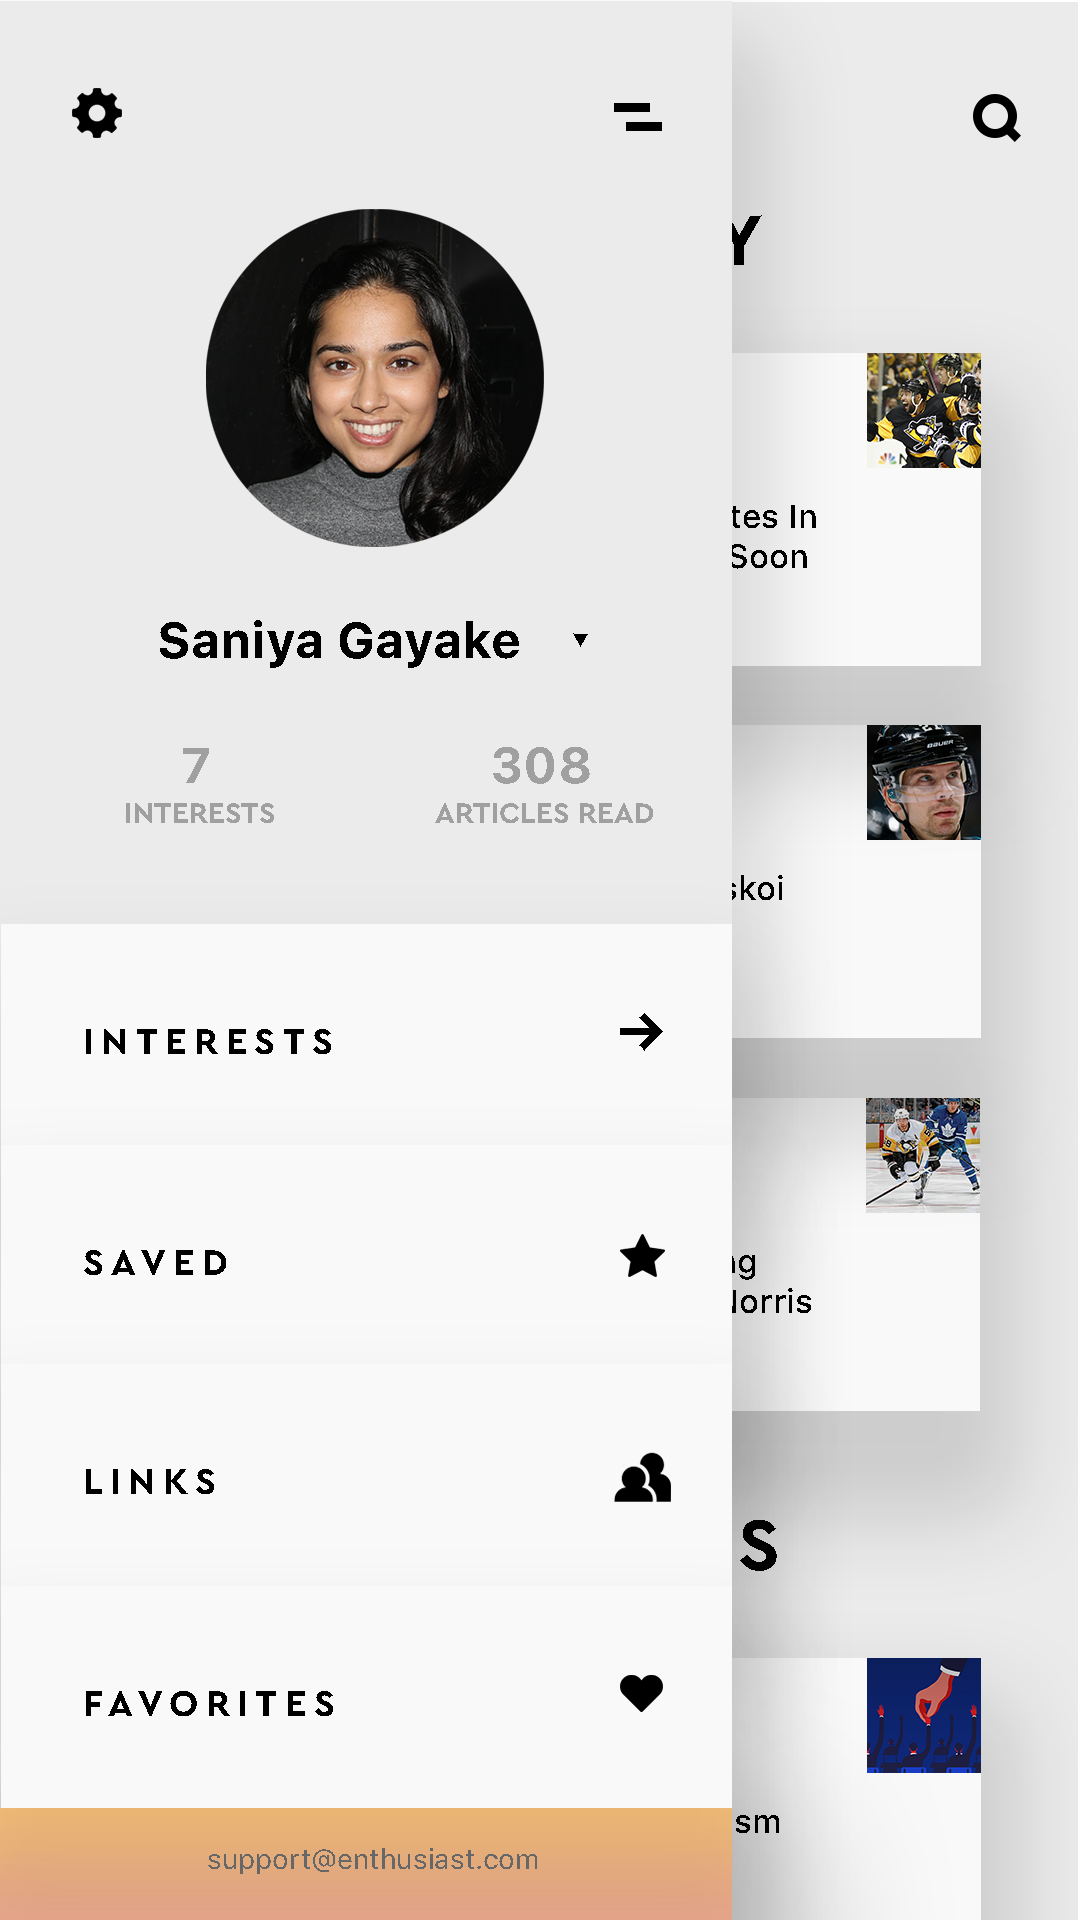 Y
Saniya Gayake
7
INTERESTS
308
ARTICLES READ
INTERESTS
SAVED
LINKS
FAVORITES
support@enthusiast.com
tes In
Soon
BAUER
skoi
ng
Norris
S
sm